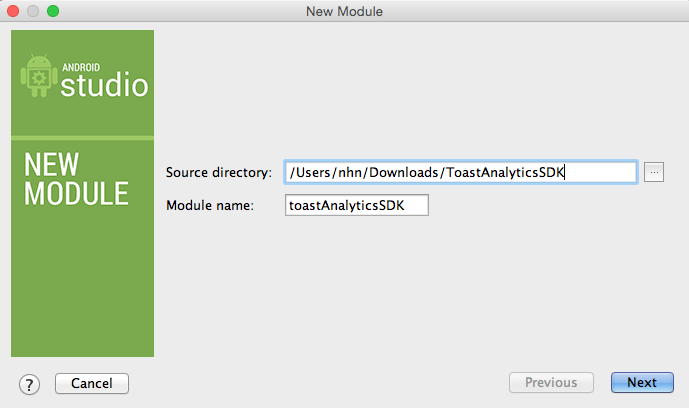 New Module
ANDROID
studio
NEW
MODULE
Source directory: /Users/nhn/Downloads/ToastAnalyticsSDK ...
Module name: toastAnalyticsSDK
? Cancel Previous Next